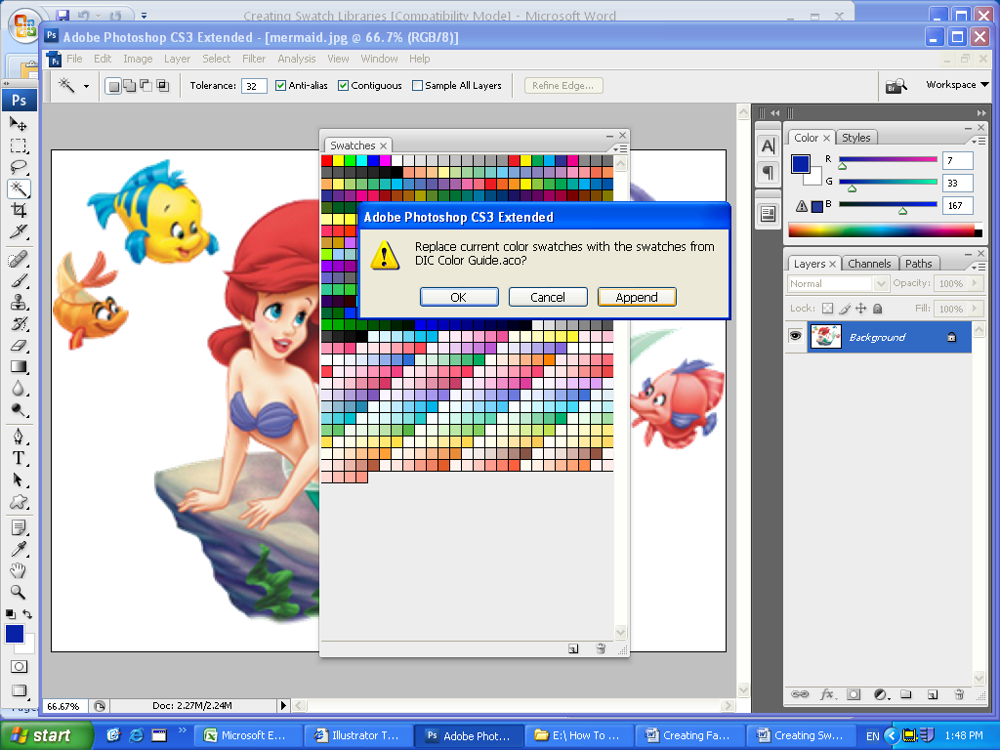 Creating Swatch Libraries [Compatibility Mode] - Microsoft Word
Ps Adobe Photoshop CS3 Extended - [mermaid.jpg @ 66.7% (RGB/8)]
Ps File Edit Image Layer Select Filter Analysis View Window Help
Tolerance: 32 Anti-alias Contiguous Sample All Layers Refine Edge... Br Workspace
Ps
Swatches
Color Styles
R 7
G 33
B 167
Adobe Photoshop CS3 Extended
Replace current color swatches with the swatches from
DIC Color Guide.aco?
OK Cancel Append
Layers Channels Paths
Normal Opacity: 100%
Lock: Fill: 100%
Background
T
A
fx
66.67% Doc: 2.27M/2.24M
start Microsoft E... Illustrator T... Ps Adobe Phot... E:\ How To ... Creating Fa... Creating Sw... EN 1:48 PM